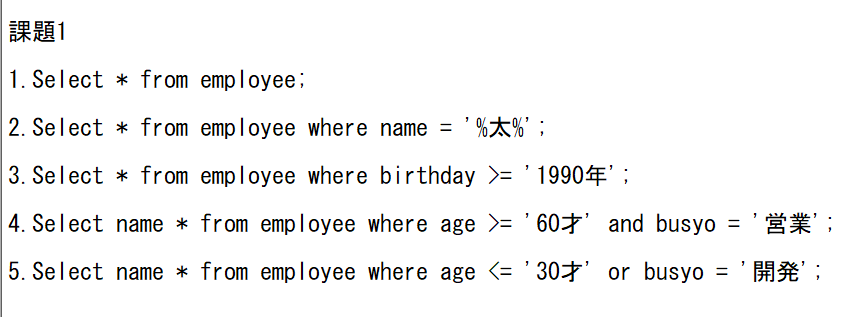 課題1
1.Select * from employee;
2.Select * from employee where name = '%太%';
3.Select * from employee where birthday >= '1990年';
4.Select name * from employee where age >= '60才' and busyo = '営業';
5.Select name * from employee where age <= '30才' or busyo = '開発';